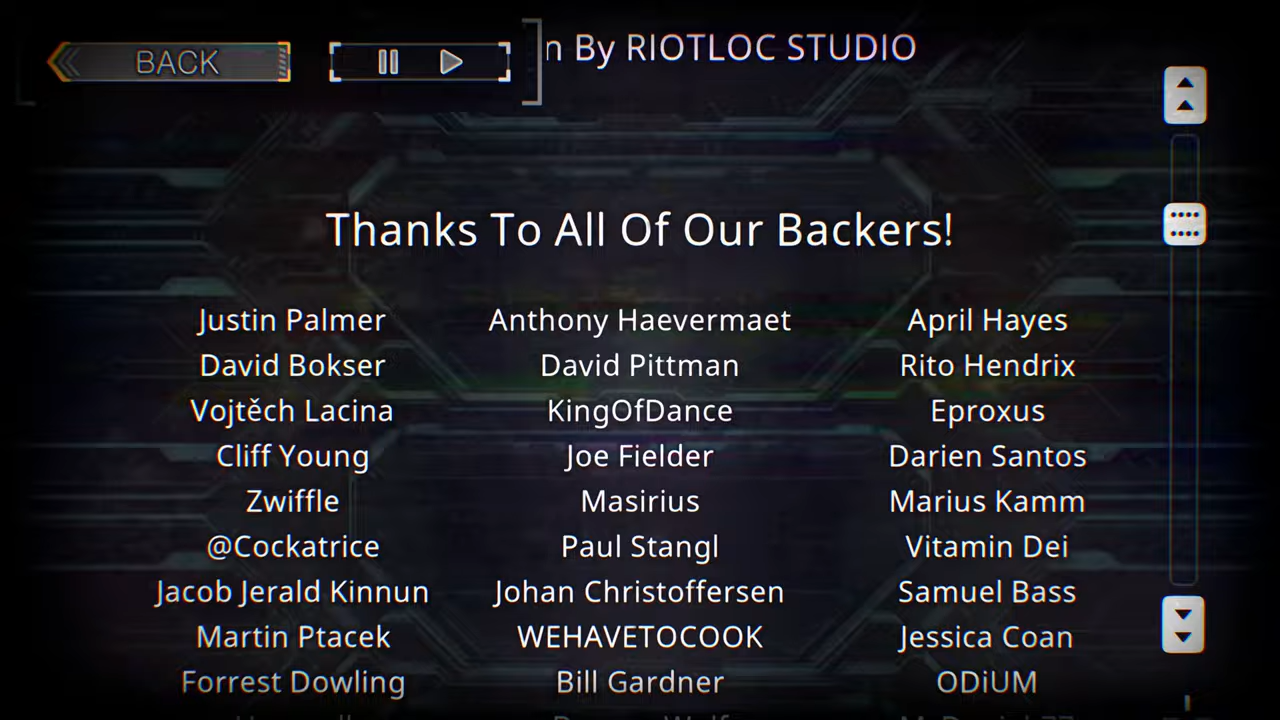 BACK
n By RIOTLOC STUDIO
Thanks To All Of Our Backers!
Justin Palmer Anthony Haevermaet April Hayes
David Bokser David Pittman Rito Hendrix
Vojtěch Lacina KingOfDance Eproxus
Cliff Young Joe Fielder Darien Santos
Zwiffle Masirius Marius Kamm
@Cockatrice Paul Stangl Vitamin Dei
Jacob Jerald Kinnun Johan Christoffersen Samuel Bass
Martin Ptacek WEHAVETOCOOK Jessica Coan
Forrest Dowling Bill Gardner ODiUM